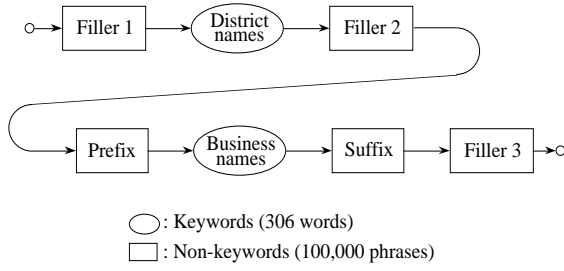 Filler 1
District
names
Filler 2
Prefix
Business
names
Suffix
Filler 3
: Keywords (306 words)
: Non-keywords (100,000 phrases)